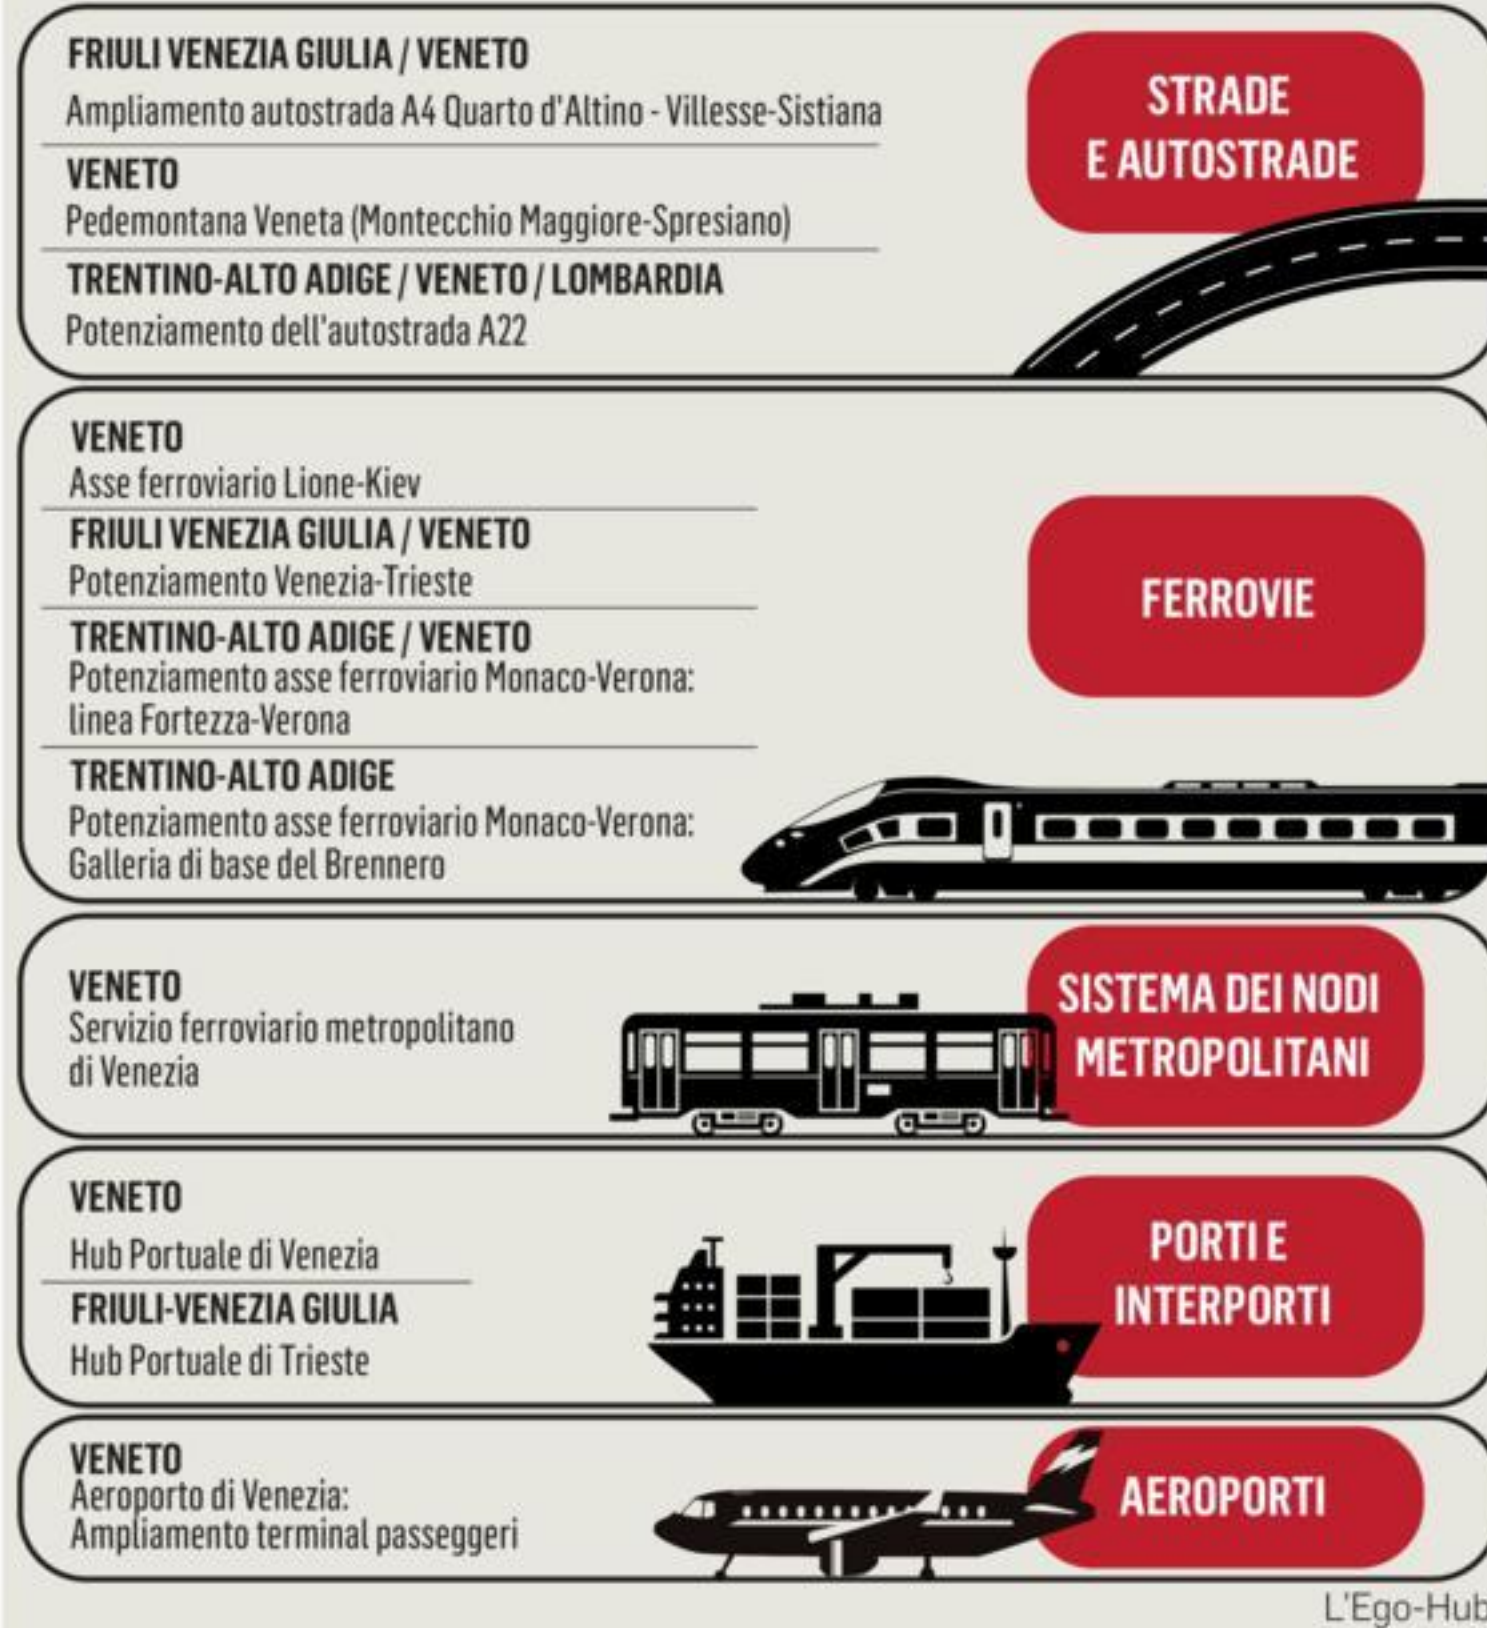 FRIULI VENEZIA GIULIA / VENETO
Ampliamento autostrada A4 Quarto d'Altino - Villesse-Sistiana
VENETO
Pedemontana Veneta (Montecchio Maggiore-Spresiano)
TRENTINO-ALTO ADIGE / VENETO / LOMBARDIA
Potenziamento dell'autostrada A22
STRADE
E AUTOSTRADE
VENETO
Asse ferroviario Lione-Kiev
FRIULI VENEZIA GIULIA / VENETO
Potenziamento Venezia-Trieste
TRENTINO-ALTO ADIGE / VENETO
Potenziamento asse ferroviario Monaco-Verona:
linea Fortezza-Verona
TRENTINO-ALTO ADIGE
Potenziamento asse ferroviario Monaco-Verona:
Galleria di base del Brennero
FERROVIE
VENETO
Servizio ferroviario metropolitano
di Venezia
SISTEMA DEI NODI
METROPOLITANI
VENETO
Hub Portuale di Venezia
FRIULI-VENEZIA GIULIA
Hub Portuale di Trieste
PORTI E
INTERPORTI
VENETO
Aeroporto di Venezia:
Ampliamento terminal passeggeri
AEROPORTI
L'Ego-Hub